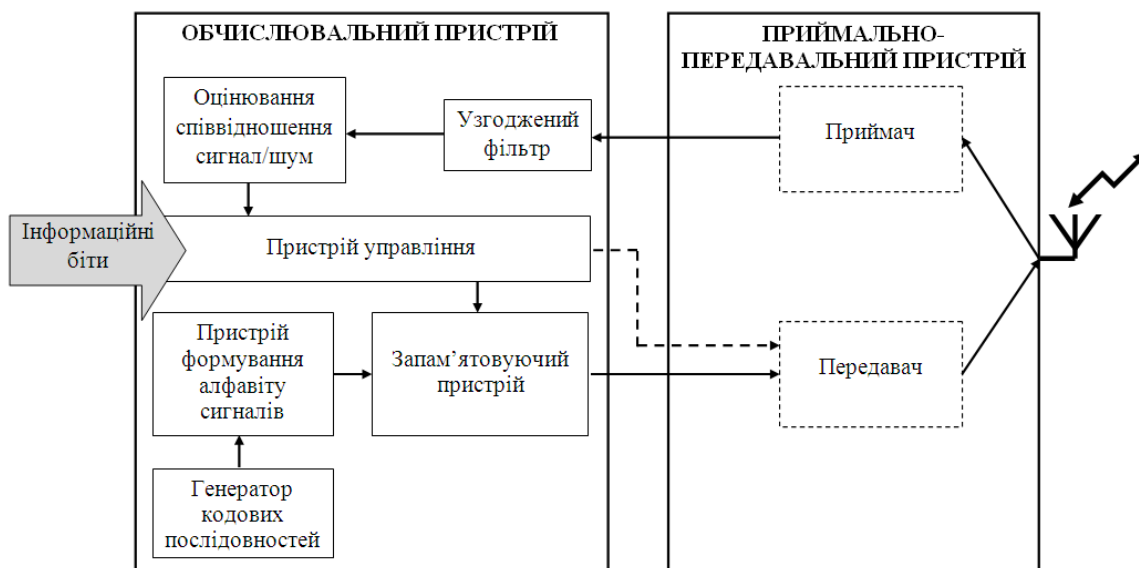 ОБЧИСЛЮВАЛЬНИЙ ПРИСТРІЙ
ПРИЙМАЛЬНО-
ПЕРЕДАВАЛЬНИЙ ПРИСТРІЙ
Оцінювання
співвідношення
сигнал/шум
Узгоджений
фільтр
Приймач
Інформаційні
біти
Пристрій управління
Пристрій
формування
алфавіту
сигналів
Запам’ятовуючий
пристрій
Передавач
Генератор
кодових
послідовностей